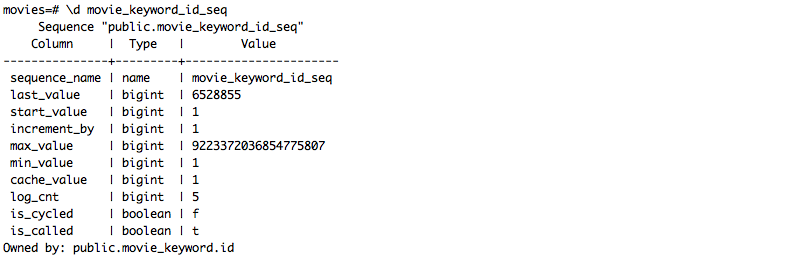 movies=# \d movie_keyword_id_seq
     Sequence "public.movie_keyword_id_seq"
    Column     |  Type   |        Value
---------------+---------+----------------------
 sequence_name | name    | movie_keyword_id_seq
 last_value    | bigint  | 6528855
 start_value   | bigint  | 1
 increment_by  | bigint  | 1
 max_value     | bigint  | 9223372036854775807
 min_value     | bigint  | 1
 cache_value   | bigint  | 1
 log_cnt       | bigint  | 5
 is_cycled     | boolean | f
 is_called     | boolean | t
Owned by: public.movie_keyword.id